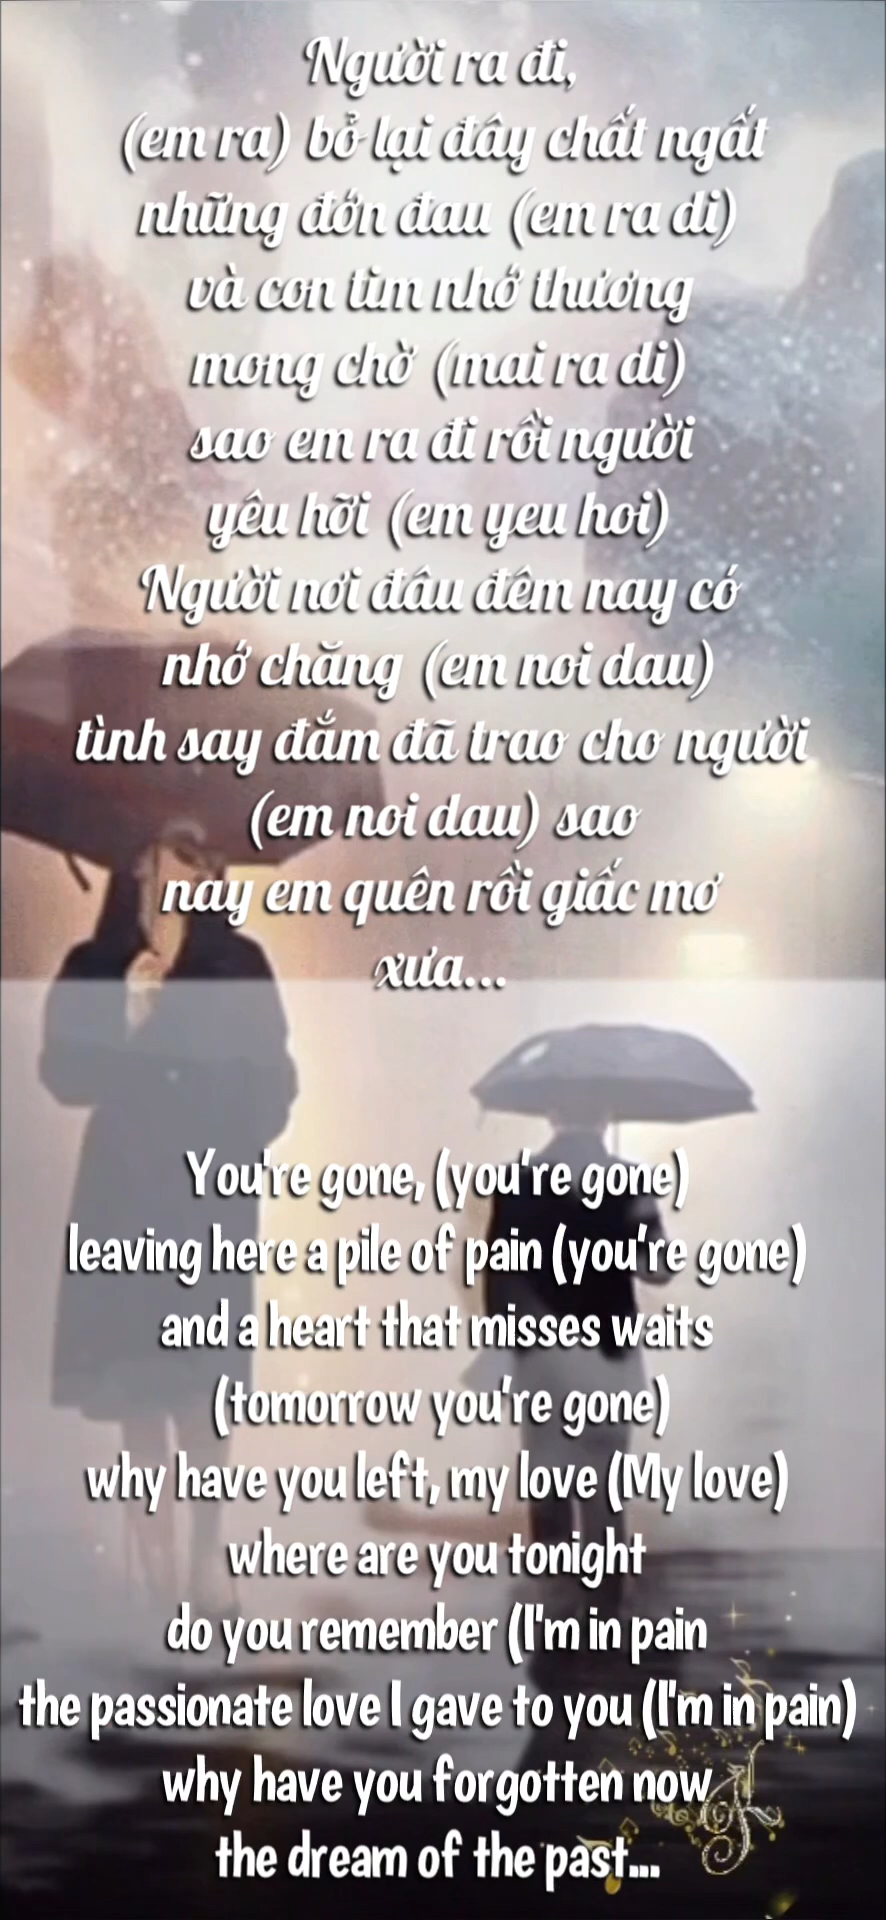 Người ra đi,
(em ra) bỏ lại đây chất ngất
những đớn đau (em ra di)
và con tim nhớ thương
mong chờ (mai ra di)
sao em ra đi rồi người
yêu hỡi (em yeu hoi)
Người nơi đâu đêm nay có
nhớ chăng (em noi dau)
tình say đắm đã trao cho người
(em noi dau) sao
nay em quên rồi giấc mơ
xưa...
You're gone, (you're gone)
leaving here a pile of pain (you're gone)
and a heart that misses waits
(tomorrow you're gone)
why have you left, my love (My love)
where are you tonight
do you remember (I'm in pain
the passionate love I gave to you (I'm in pain)
why have you forgotten now
the dream of the past...